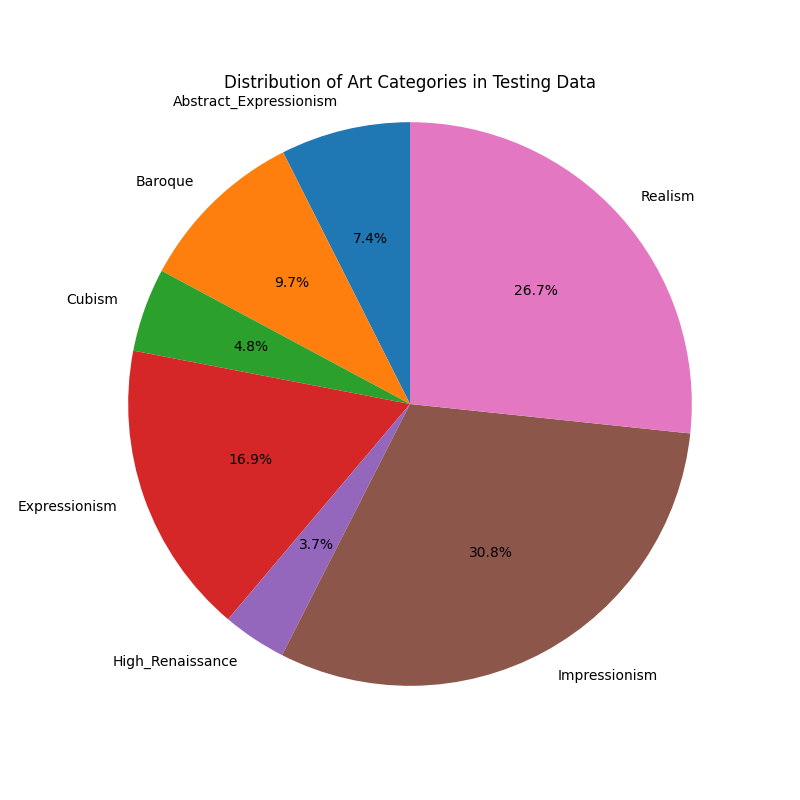 Distribution of Art Categories in Testing Data
Abstract_Expressionism
Baroque
Realism
Cubism
Expressionism
High_Renaissance
Impressionism
7.4%
9.7%
26.7%
4.8%
16.9%
3.7%
30.8%